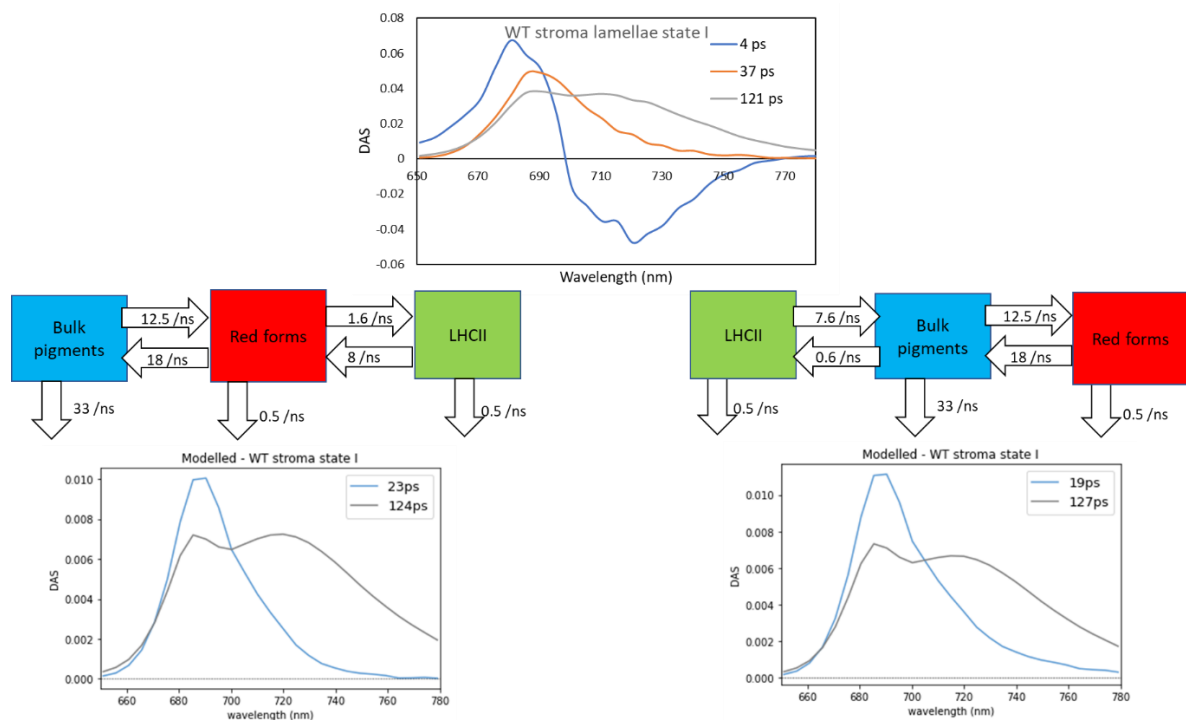 WT stroma lamellae state I
0.08
0.06
0.04
0.02
0
-0.02
-0.04
-0.06
DAS
4 ps
37 ps
121 ps
650 670 690 710 730 750 770
Wavelength (nm)
Bulk pigments
12.5 /ns
18 /ns
Red forms
1.6 /ns
8 /ns
LHCII
33 /ns
0.5 /ns
0.5 /ns
LHCII
7.6 /ns
0.6 /ns
Bulk pigments
12.5 /ns
18 /ns
Red forms
0.5 /ns
33 /ns
0.5 /ns
Modelled - WT stroma state I
23ps
124ps
0.010
0.008
0.006
0.004
0.002
0.000
DAS
660 680 700 720 740 760 780
wavelength (nm)
Modelled - WT stroma state I
19ps
127ps
0.010
0.008
0.006
0.004
0.002
0.000
DAS
660 680 700 720 740 760 780
wavelength (nm)